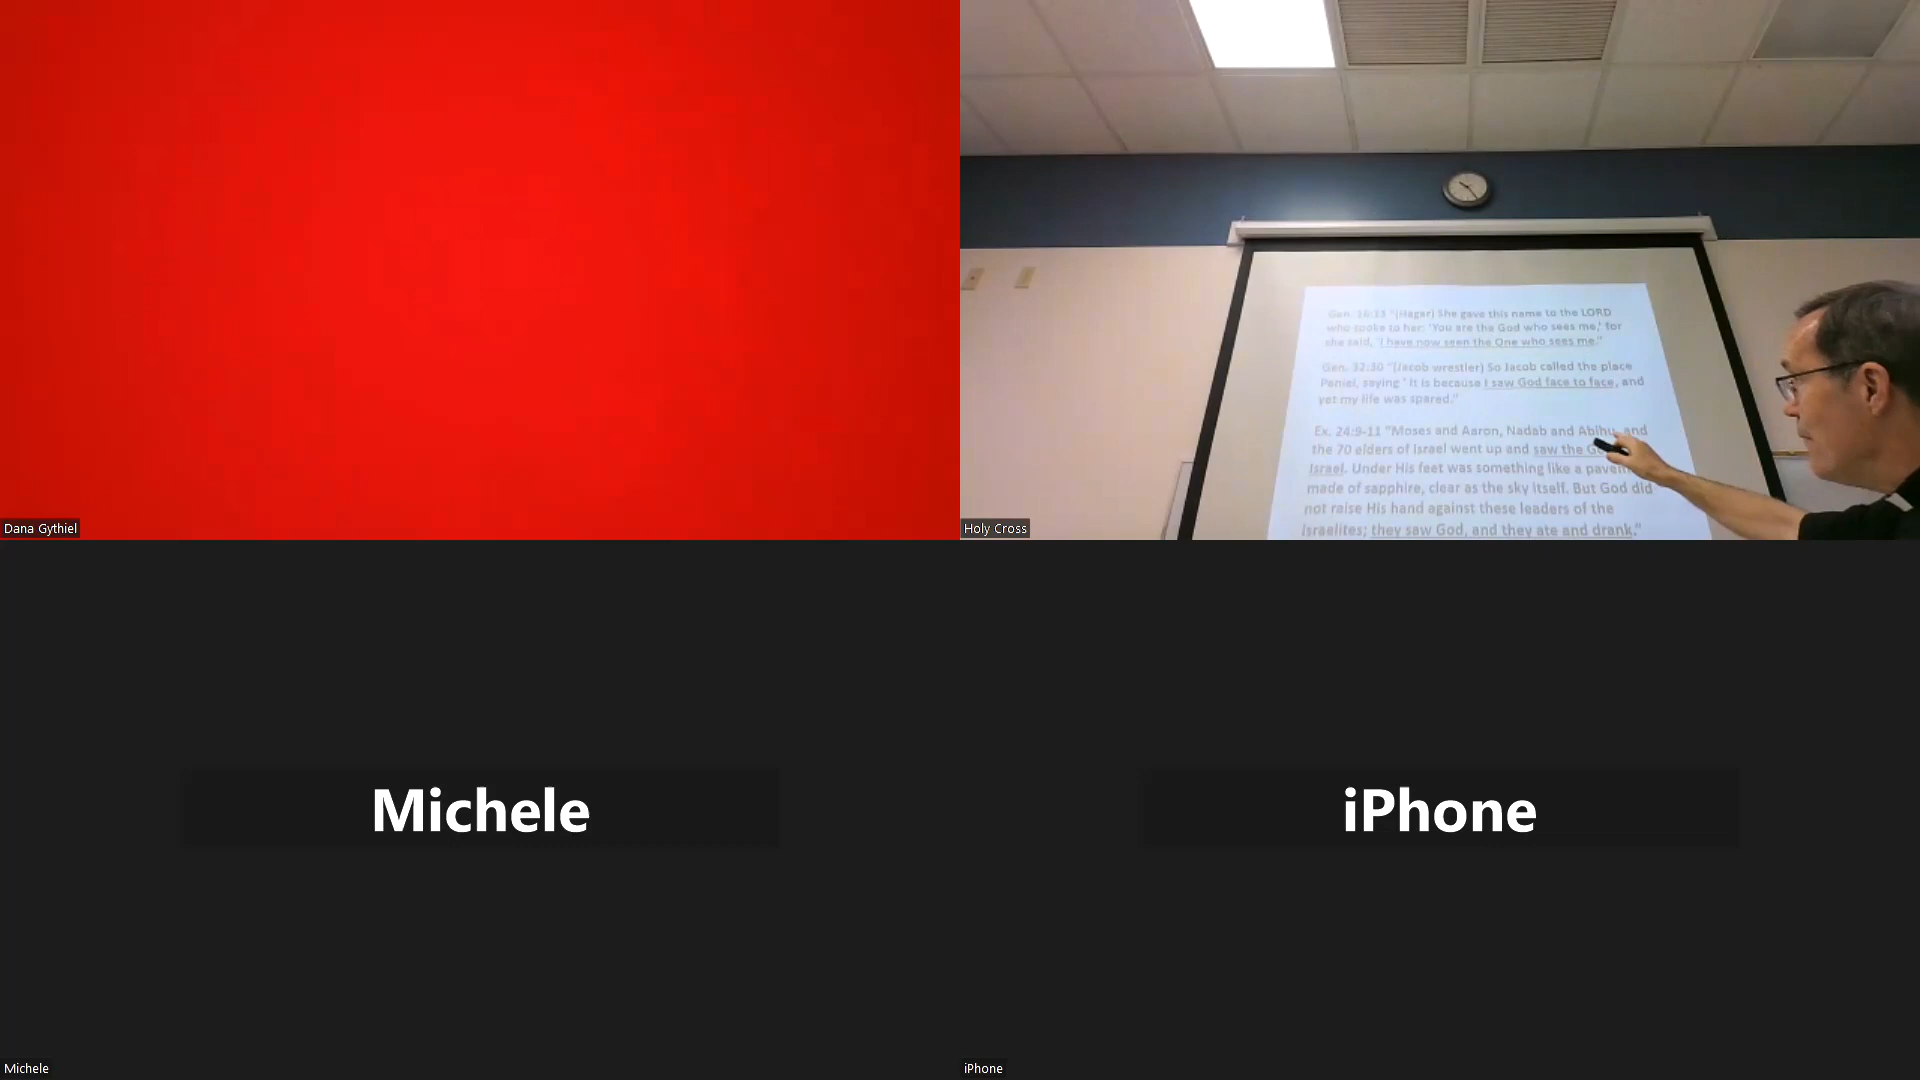 Gen. 16:13 "(Hagar) She gave this name to the LORD
who spoke to her: 'You are the God who sees me,' for
she said, 'I have now seen the One who sees me."
Gen. 32:30 "(Jacob wrestler) So Jacob called the place
Peniel, saying ' It is because I saw God face to face, and
yet my life was spared."
Ex. 24:9-11 "Moses and Aaron, Nadab and Abihu, and
the 70 elders of Israel went up and saw the
Israel. Under His feet was something like a
made of sapphire, clear as the sky itself. But God did
not raise His hand against these leaders of the
Israelites; they saw God, and they ate and drank."
Dana Gythiel
Holy Cross
Michele
iPhone
Michele
iPhone